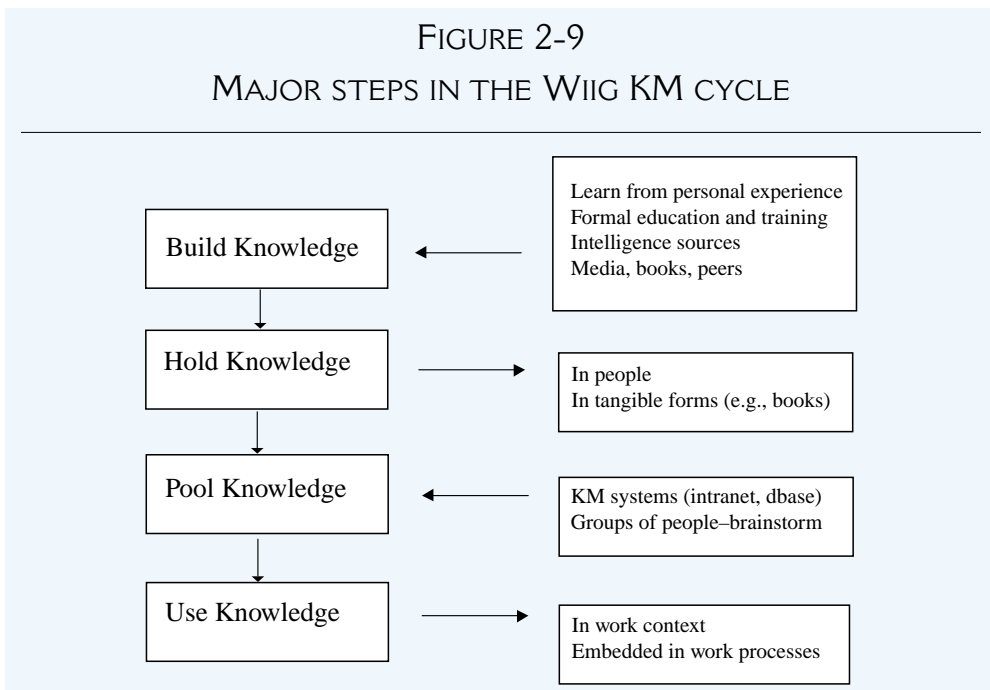 FIGURE 2-9
MAJOR STEPS IN THE WIIG KM CYCLE
Build Knowledge
Learn from personal experience
Formal education and training
Intelligence sources
Media, books, peers
Hold Knowledge
In people
In tangible forms (e.g., books)
Pool Knowledge
KM systems (intranet, dbase)
Groups of people–brainstorm
Use Knowledge
In work context
Embedded in work processes